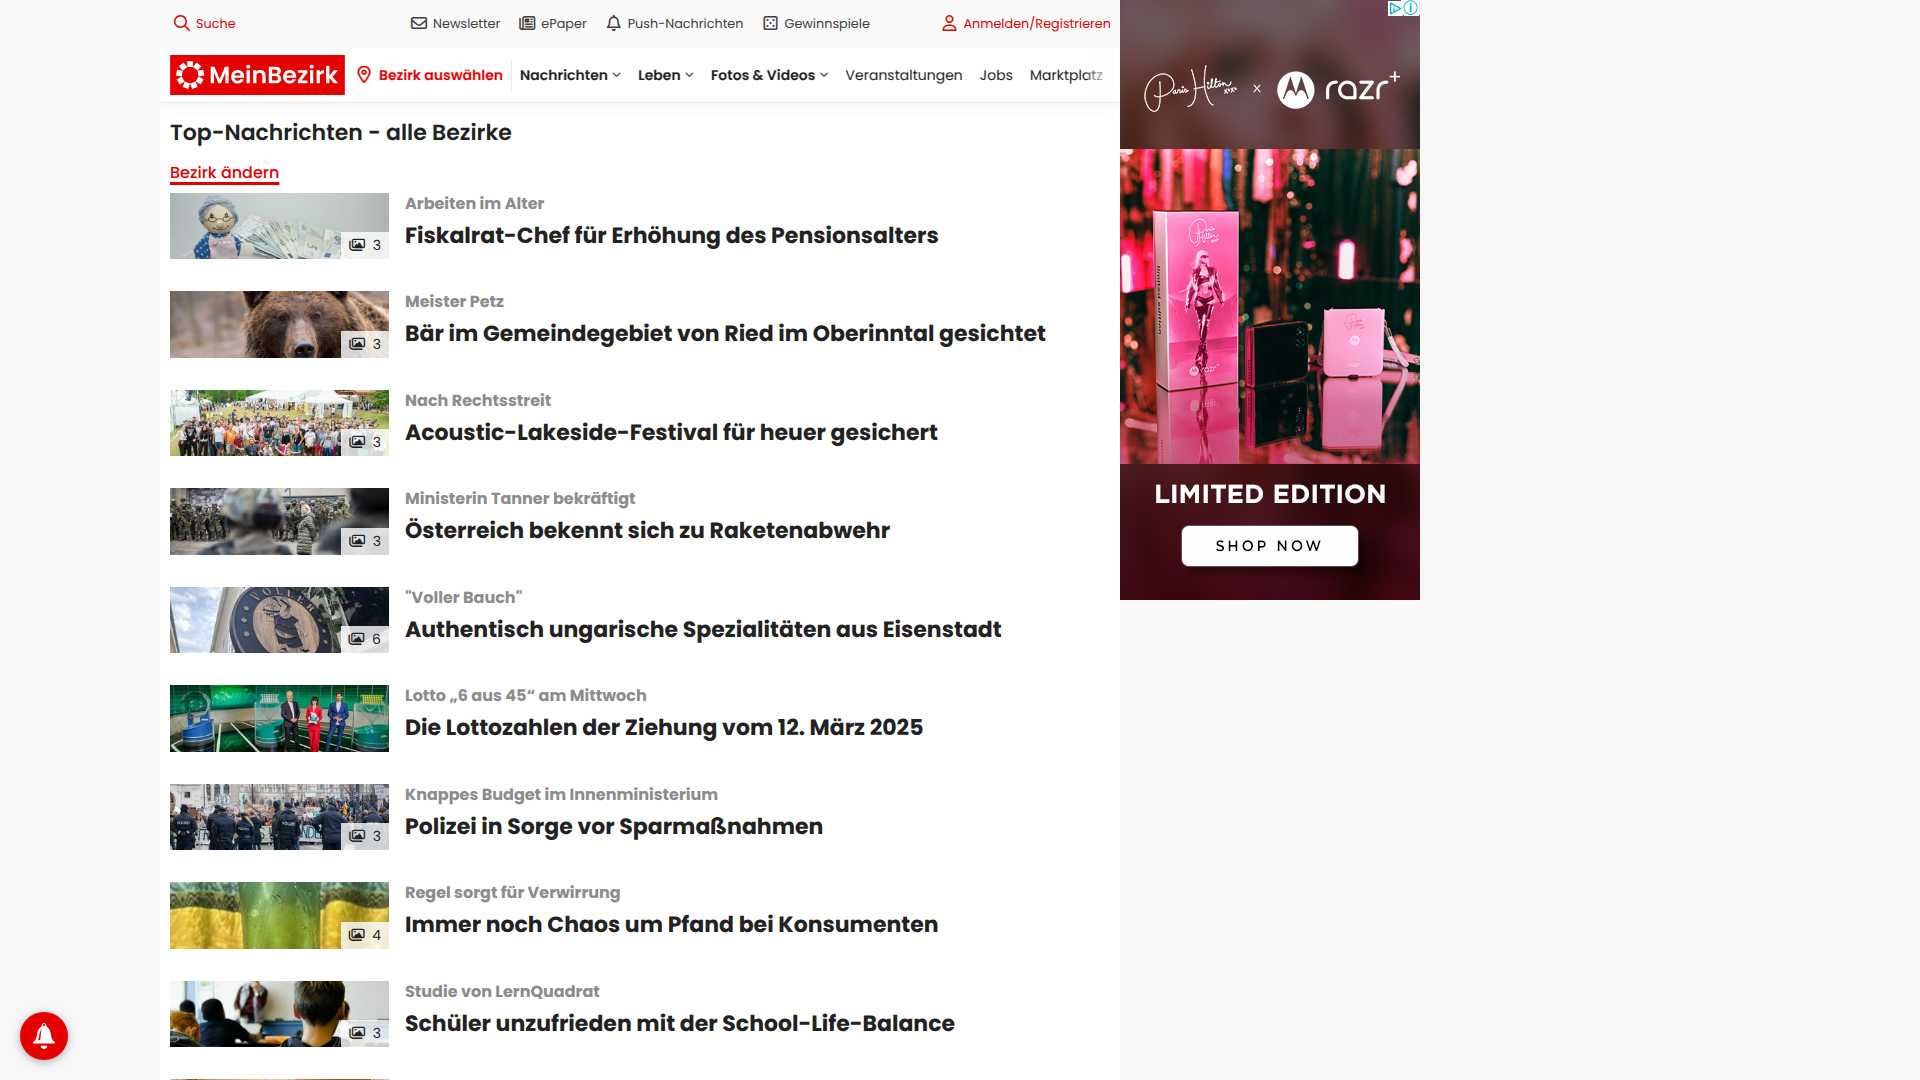 Suche
Newsletter
ePaper
Push-Nachrichten
Gewinnspiele
Anmelden/Registrieren
MeinBezirk
Bezirk auswählen
Nachrichten
Leben
Fotos & Videos
Veranstaltungen
Jobs
Marktplatz
Top-Nachrichten - alle Bezirke
Bezirk ändern
3
Arbeiten im Alter
Fiskalrat-Chef für Erhöhung des Pensionsalters
3
Meister Petz
Bär im Gemeindegebiet von Ried im Oberinntal gesichtet
3
Nach Rechtsstreit
Acoustic-Lakeside-Festival für heuer gesichert
3
Ministerin Tanner bekräftigt
Österreich bekennt sich zu Raketenabwehr
VOLLER
6
"Voller Bauch"
Authentisch ungarische Spezialitäten aus Eisenstadt
Lotto „6 aus 45“ am Mittwoch
Die Lottozahlen der Ziehung vom 12. März 2025
3
Knappes Budget im Innenministerium
Polizei in Sorge vor Sparmaßnahmen
4
Regel sorgt für Verwirrung
Immer noch Chaos um Pfand bei Konsumenten
3
Studie von LernQuadrat
Schüler unzufrieden mit der School-Life-Balance
Paris Hilton xoxo x razr+
Paris Hilton
razr+
LIMITED EDITION
SHOP NOW